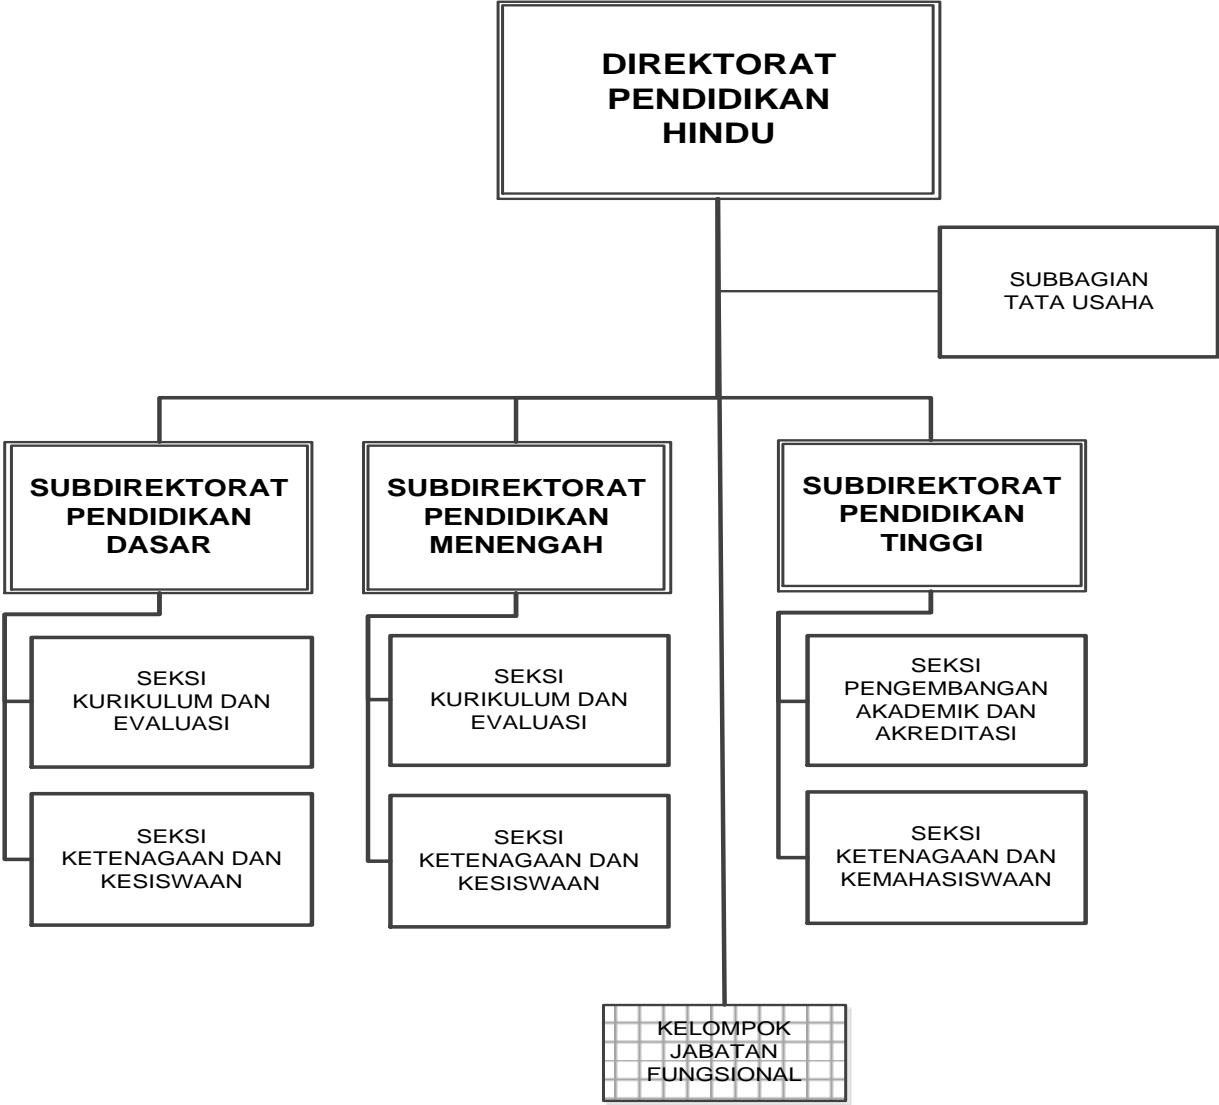 DIREKTORAT
PENDIDIKAN
HINDU
SUBBAGIAN
TATA USAHA
SUBDIREKTORAT
PENDIDIKAN
DASAR
SUBDIREKTORAT
PENDIDIKAN
MENENGAH
SUBDIREKTORAT
PENDIDIKAN
TINGGI
SEKSI
KURIKULUM DAN
EVALUASI
SEKSI
KURIKULUM DAN
EVALUASI
SEKSI
PENGEMBANGAN
AKADEMIK DAN
AKREDITASI
SEKSI
KETENAGAAN DAN
KESISWAAN
SEKSI
KETENAGAAN DAN
KESISWAAN
SEKSI
KETENAGAAN DAN
KEMAHASISWAAN
KELOMPOK
JABATAN
FUNGSIONAL